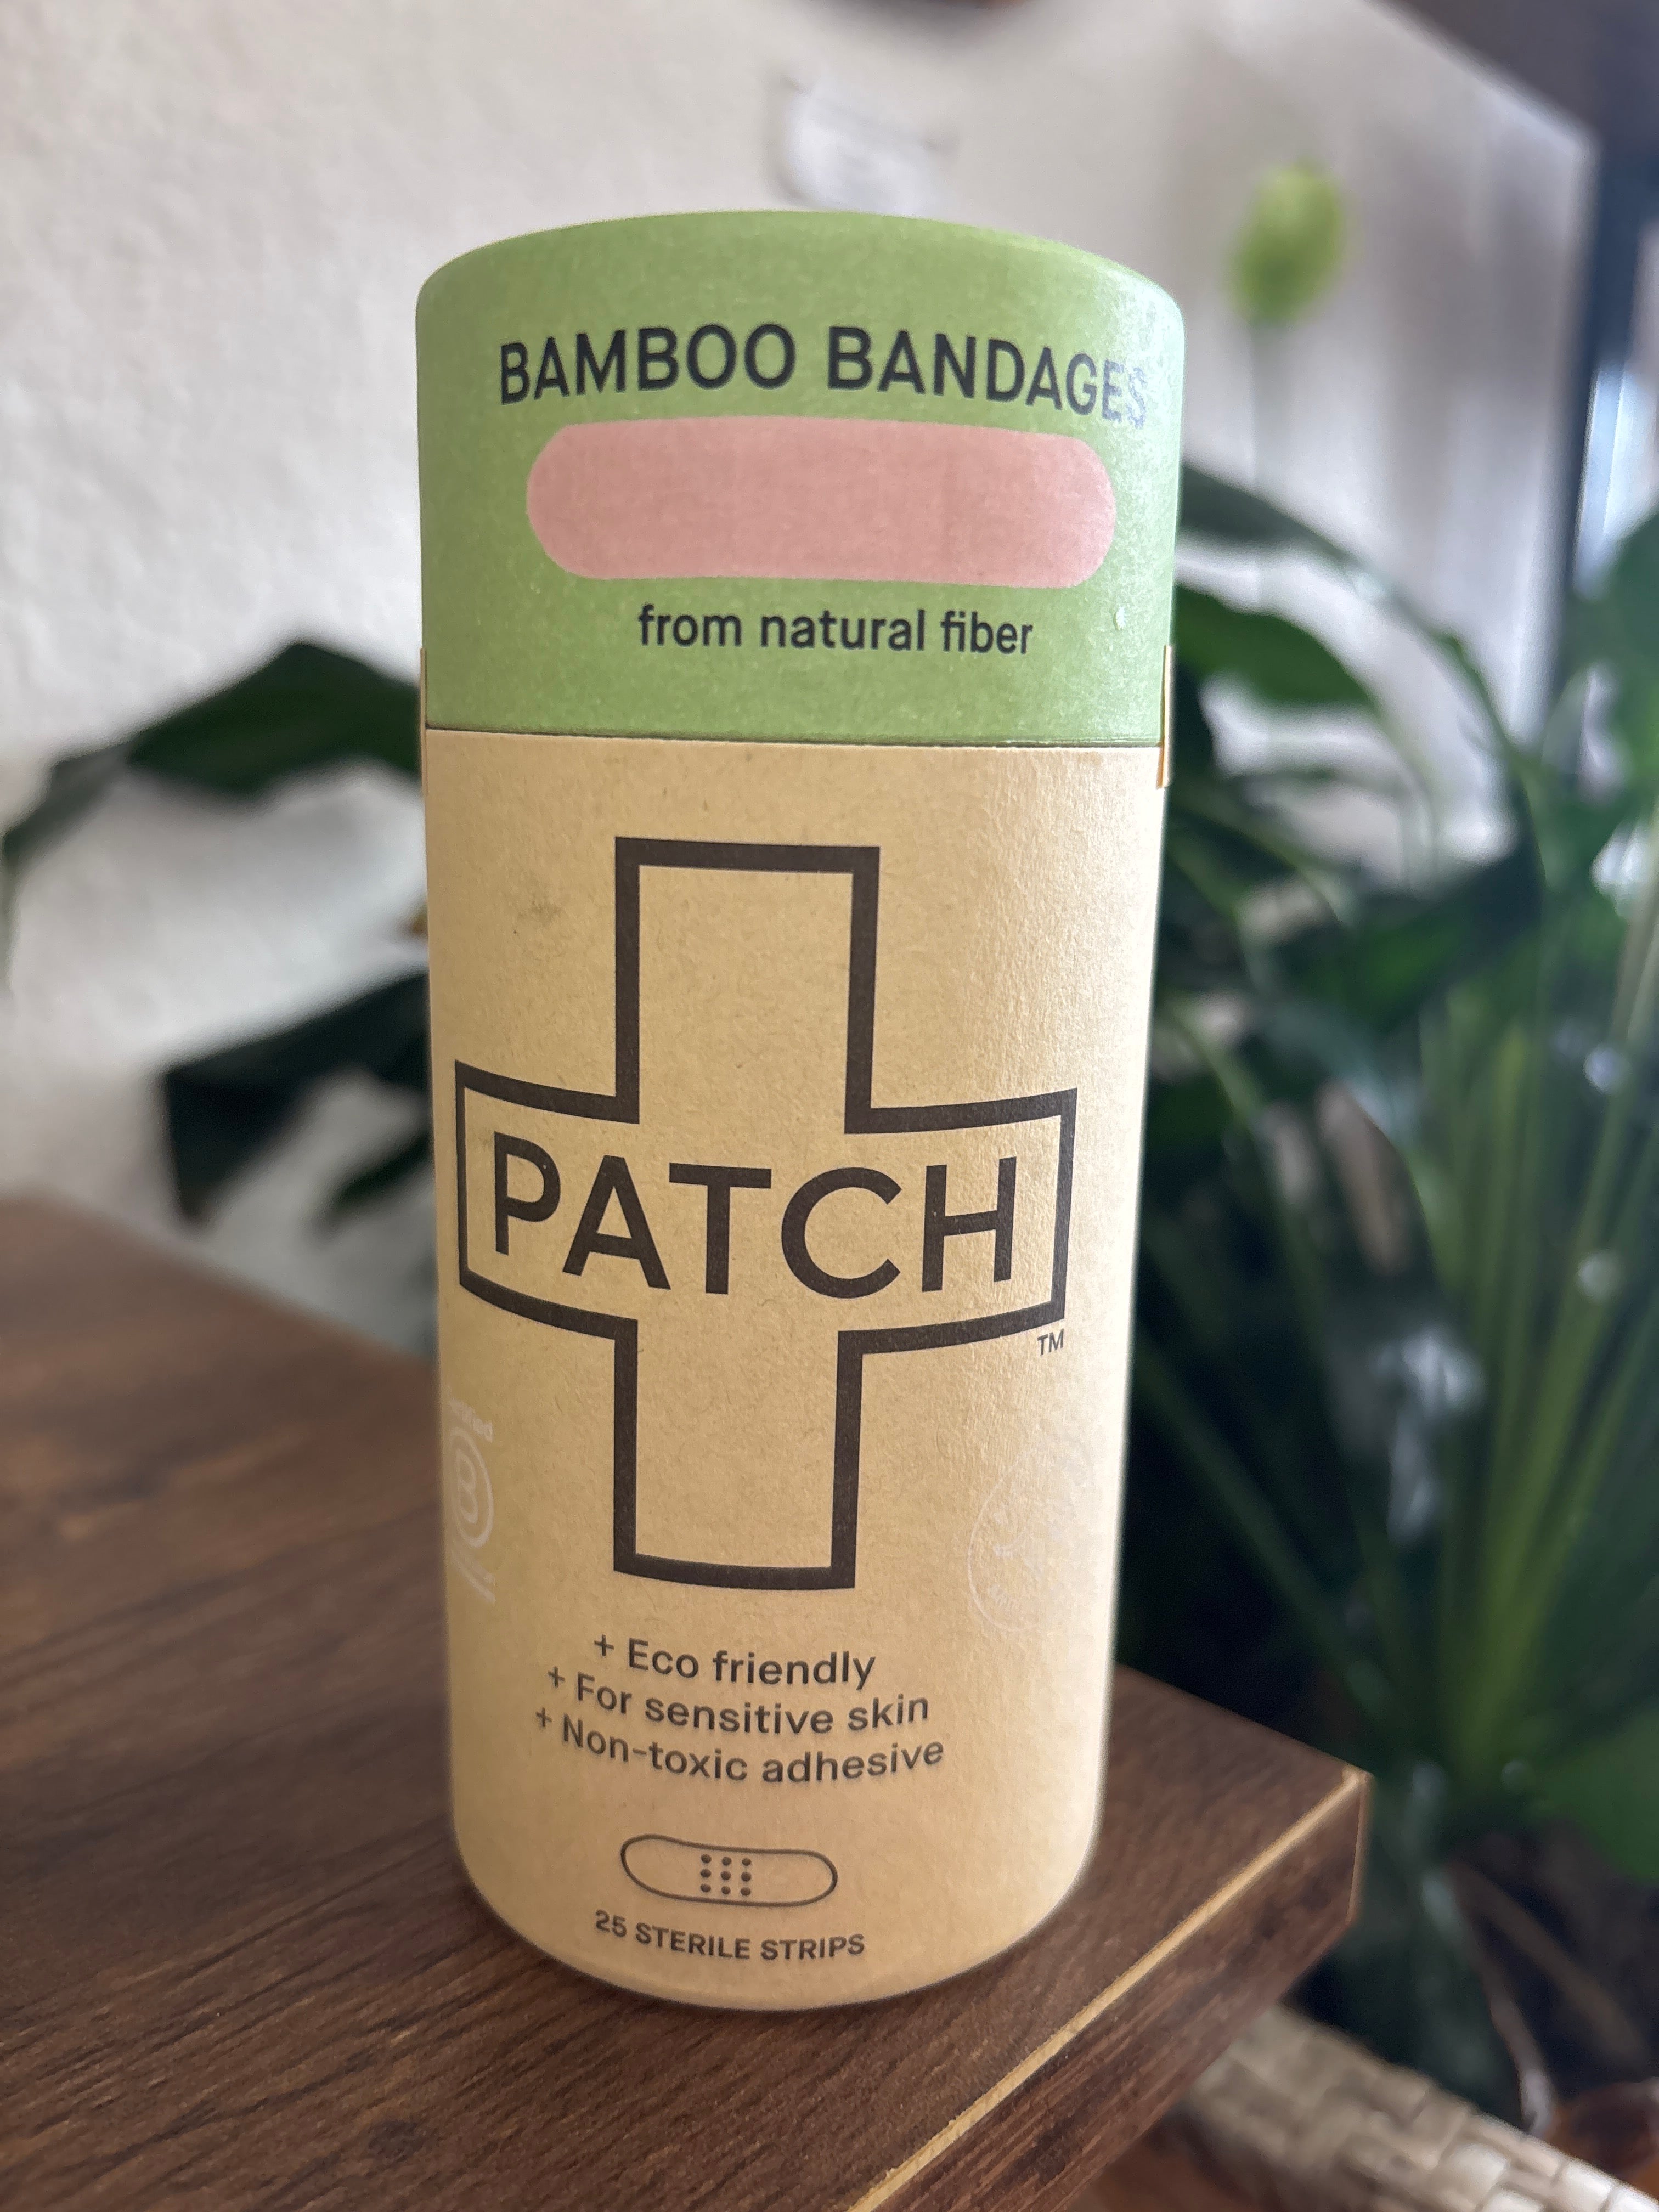 BAMBOO BANDAGES
from natural fiber
PATCH
TM
B
+ Eco friendly
+ For sensitive skin
+ Non-toxic adhesive
25 STERILE STRIPS